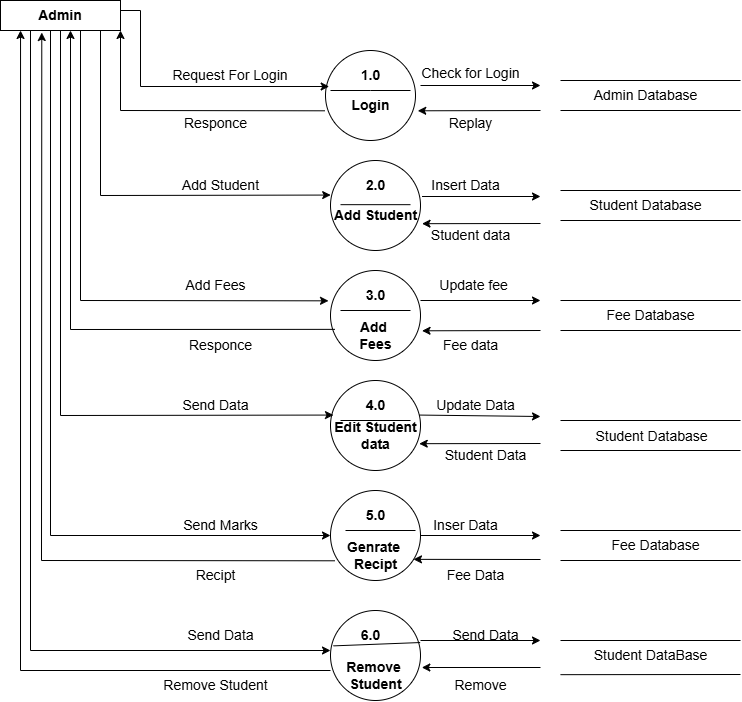 Admin
Request For Login
1.0
Check for Login
Login
Admin Database
Responce
Replay
Add Student
2.0
Insert Data
Add Student
Student Database
Student data
Add Fees
3.0
Update fee
Add
Fees
Fee Database
Responce
Fee data
Send Data
4.0
Update Data
Edit Student
data
Student Database
Student Data
Send Marks
5.0
Inser Data
Genrate
Recipt
Fee Database
Recipt
Fee Data
Send Data
6.0
Send Data
Student DataBase
Remove
Student
Remove Student
Remove